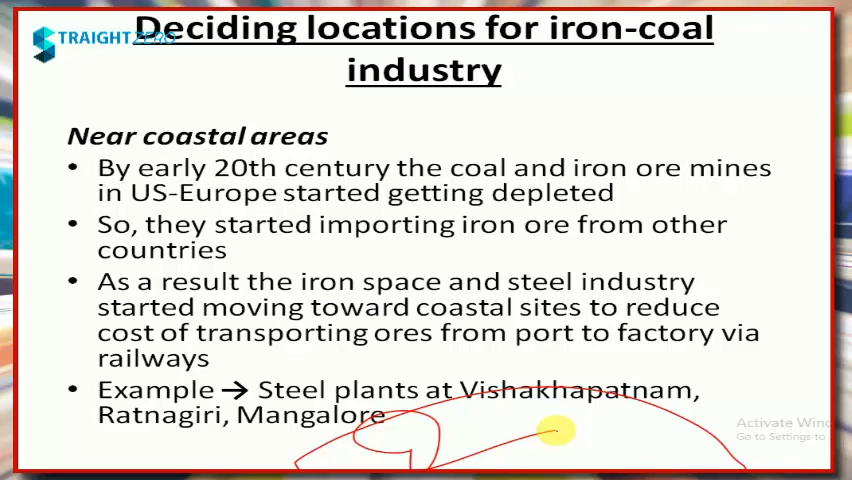 Deciding locations for iron-coal
TRAIGHTZERO
industry
Near coastal areas
• By early 20th century the coal and iron ore mines
in US-Europe started getting depleted
• So, they started importing iron ore from other
countries
• As a result the iron space and steel industry
started moving toward coastal sites to reduce
cost of transporting ores from port to factory via
railways
• Example → Steel plants at Vishakhapatnam,
Ratnagiri, Mangalore
Activate Wind
Go to Settings to